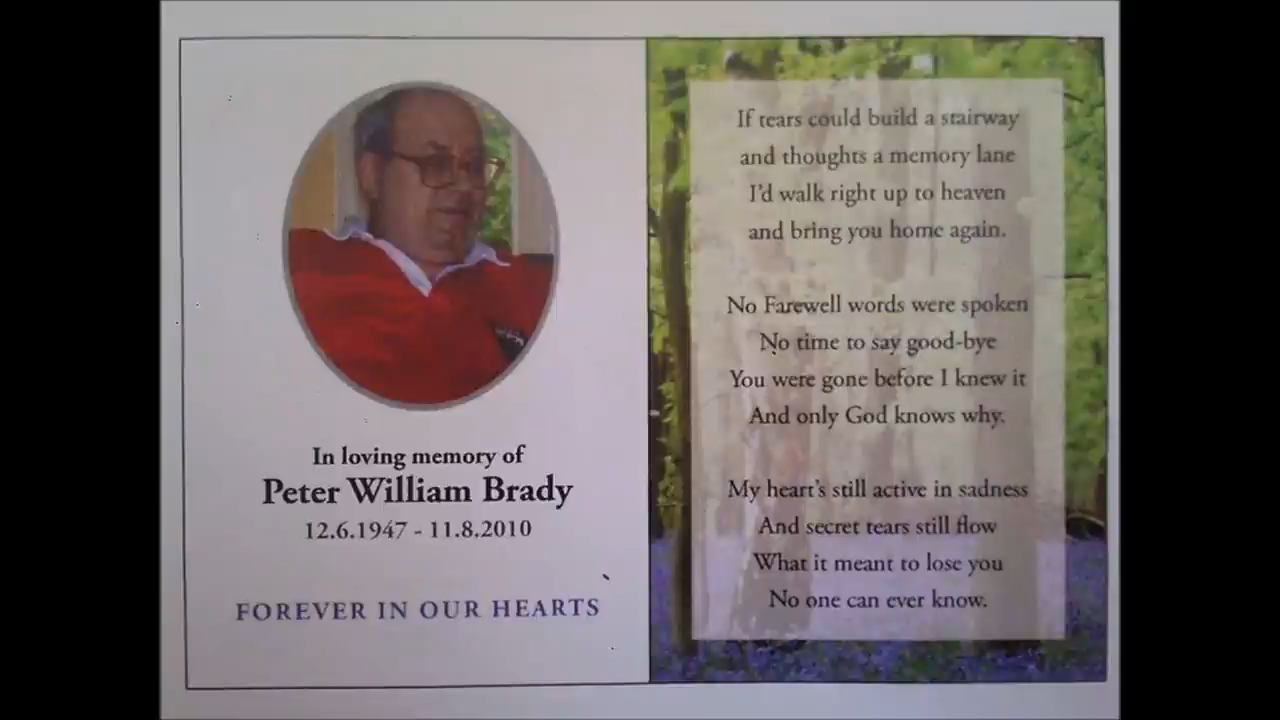 In loving memory of
Peter William Brady
12.6.1947 - 11.8.2010
FOREVER IN OUR HEARTS
If tears could build a stairway
and thoughts a memory lane
I'd walk right up to heaven
and bring you home again.
No Farewell words were spoken
No time to say good-bye
You were gone before I knew it
And only God knows why.
My heart's still active in sadness
And secret tears still flow
What it meant to lose you
No one can ever know.